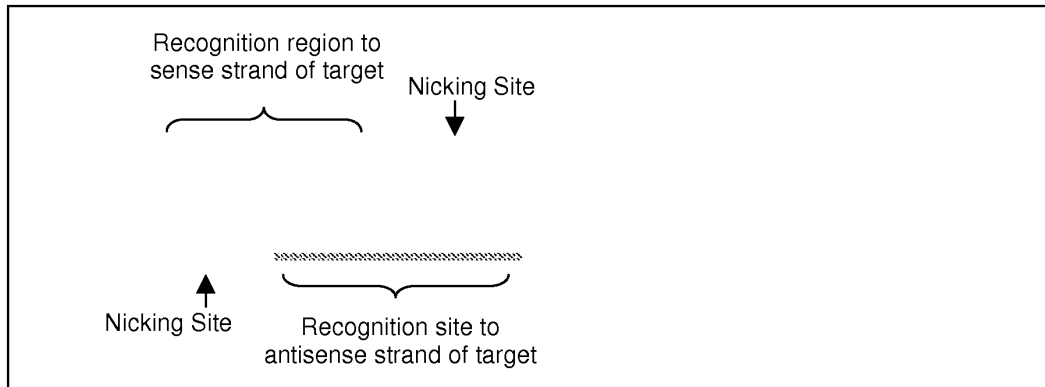 Recognition region to
sense strand of target
Nicking Site
Nicking Site
Recognition site to
antisense strand of target